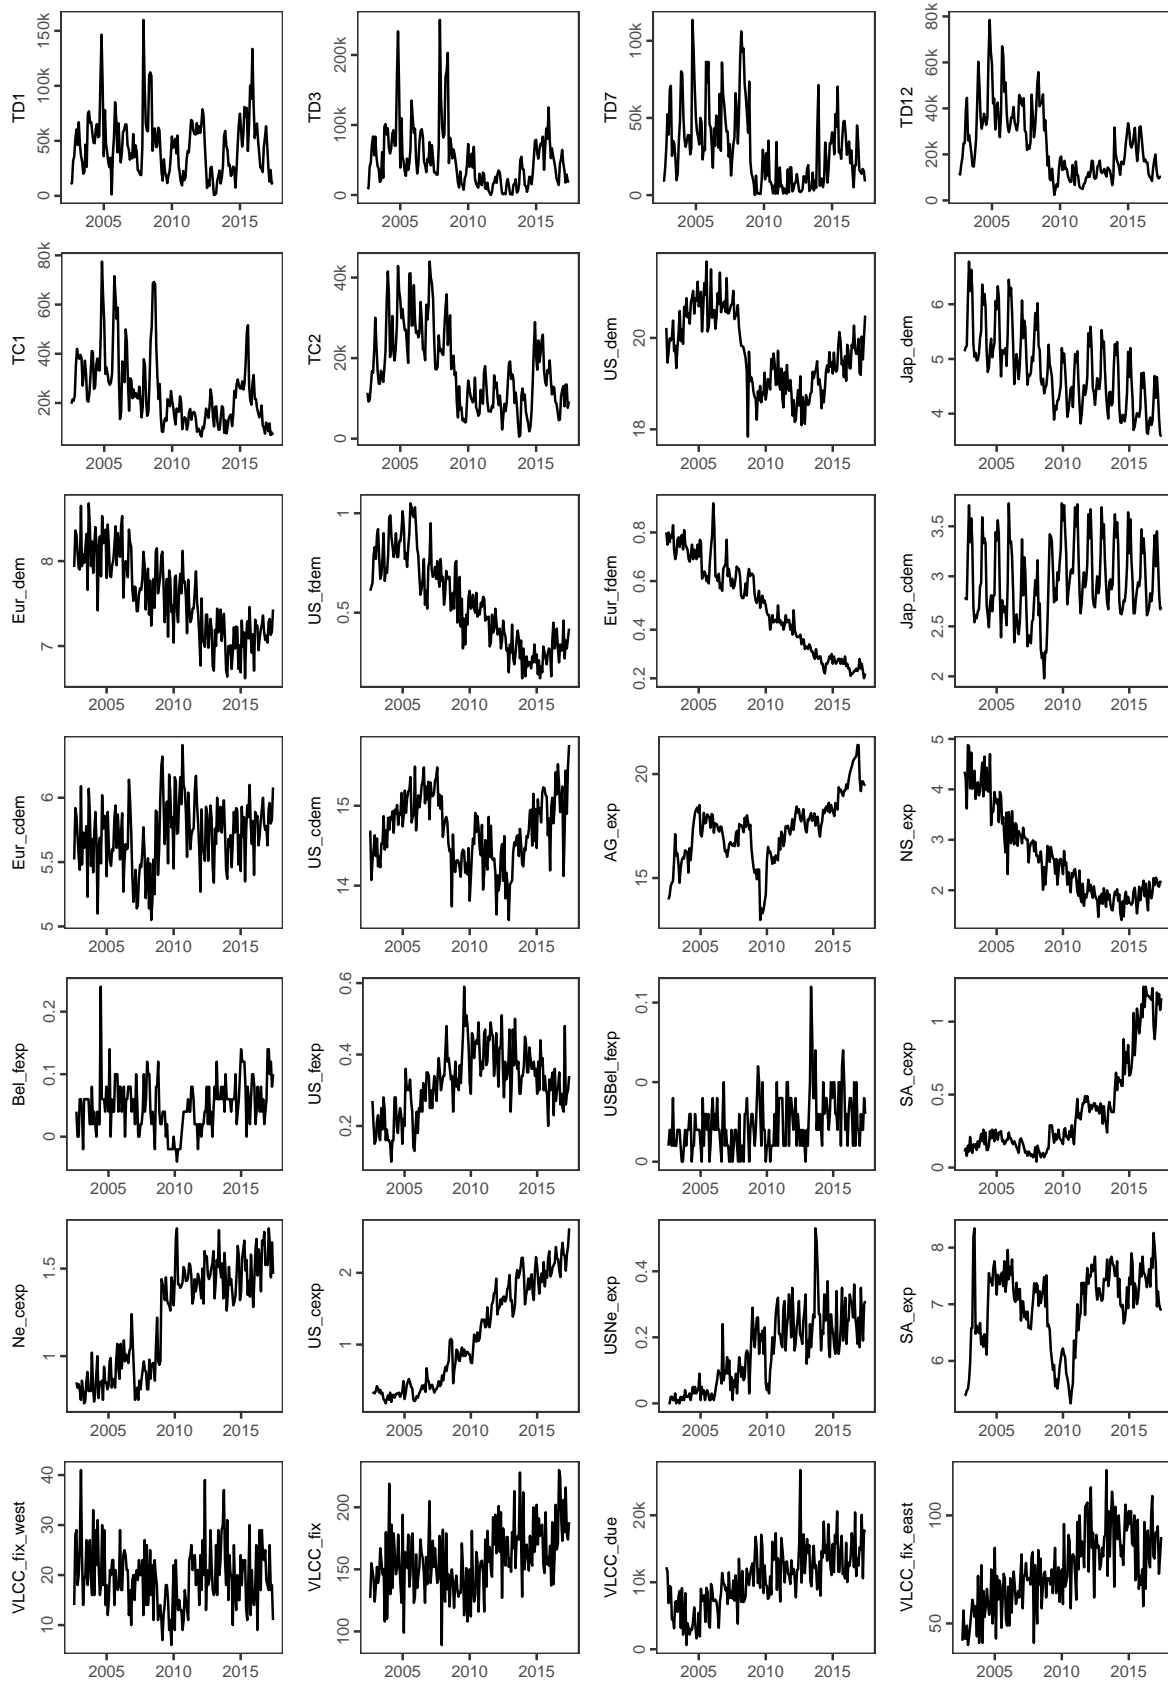 TD1
150k
100k
50k
0
2005 2010 2015
TD3
200k
100k
0
2005 2010 2015
TD7
100k
50k
0
2005 2010 2015
TD12
80k
60k
40k
20k
0
2005 2010 2015
TC1
80k
60k
40k
20k
2005 2010 2015
TC2
40k
20k
0
2005 2010 2015
US_dem
20
18
2005 2010 2015
Jap_dem
6
5
4
2005 2010 2015
Eur_dem
8
7
2005 2010 2015
US_fdem
1
0.5
2005 2010 2015
Eur_fdem
0.8
0.6
0.4
0.2
2005 2010 2015
Jap_cdem
3.5
3
2.5
2
2005 2010 2015
Eur_cdem
6
5.5
5
2005 2010 2015
US_cdem
15
14
2005 2010 2015
AG_exp
20
15
2005 2010 2015
NS_exp
5
4
3
2
2005 2010 2015
Bel_fexp
0.2
0.1
0
2005 2010 2015
US_fexp
0.6
0.4
0.2
2005 2010 2015
USBel_fexp
0.1
0
0
2005 2010 2015
SA_cexp
1
0.5
0
2005 2010 2015
Ne_cexp
1.5
1
2005 2010 2015
US_cexp
2
1
2005 2010 2015
USNe_exp
0.4
0.2
0
2005 2010 2015
SA_exp
8
7
6
2005 2010 2015
VLCC_fix_west
40
30
20
10
2005 2010 2015
VLCC_fix
200
150
100
2005 2010 2015
VLCC_due
20k
10k
0
2005 2010 2015
VLCC_fix_east
100
50
2005 2010 2015